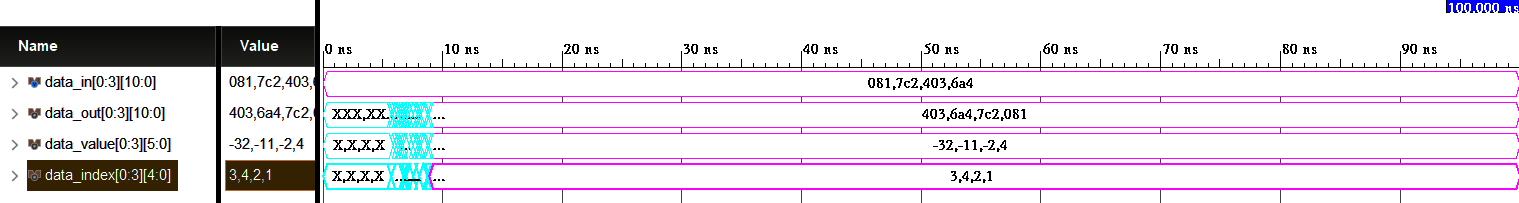 100.000 ns
Name Value 0 ns 10 ns 20 ns 30 ns 40 ns 50 ns 60 ns 70 ns 80 ns 90 ns
data_in[0:3][10:0] 081,7c2,403,6 081,7c2,403,6a4
data_out[0:3][10:0] 403,6a4,7c2,0 XXX,XX... ... 403,6a4,7c2,081
data_value[0:3][5:0] -32,-11,-2,4 X,X,X,X ... ... -32,-11,-2,4
data_index[0:3][4:0] 3,4,2,1 X,X,X,X ... ... 3,4,2,1